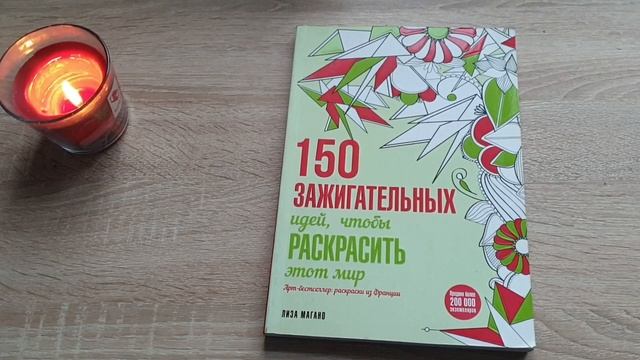 150
ЗАЖИГАТЕЛЬНЫХ
идей, чтобы
РАСКРАСИТЬ
этот мир
Арт-бестселлер: раскраски из Франции
Продано более
200 000
экземпляров
ЛИЗА МАГАНО